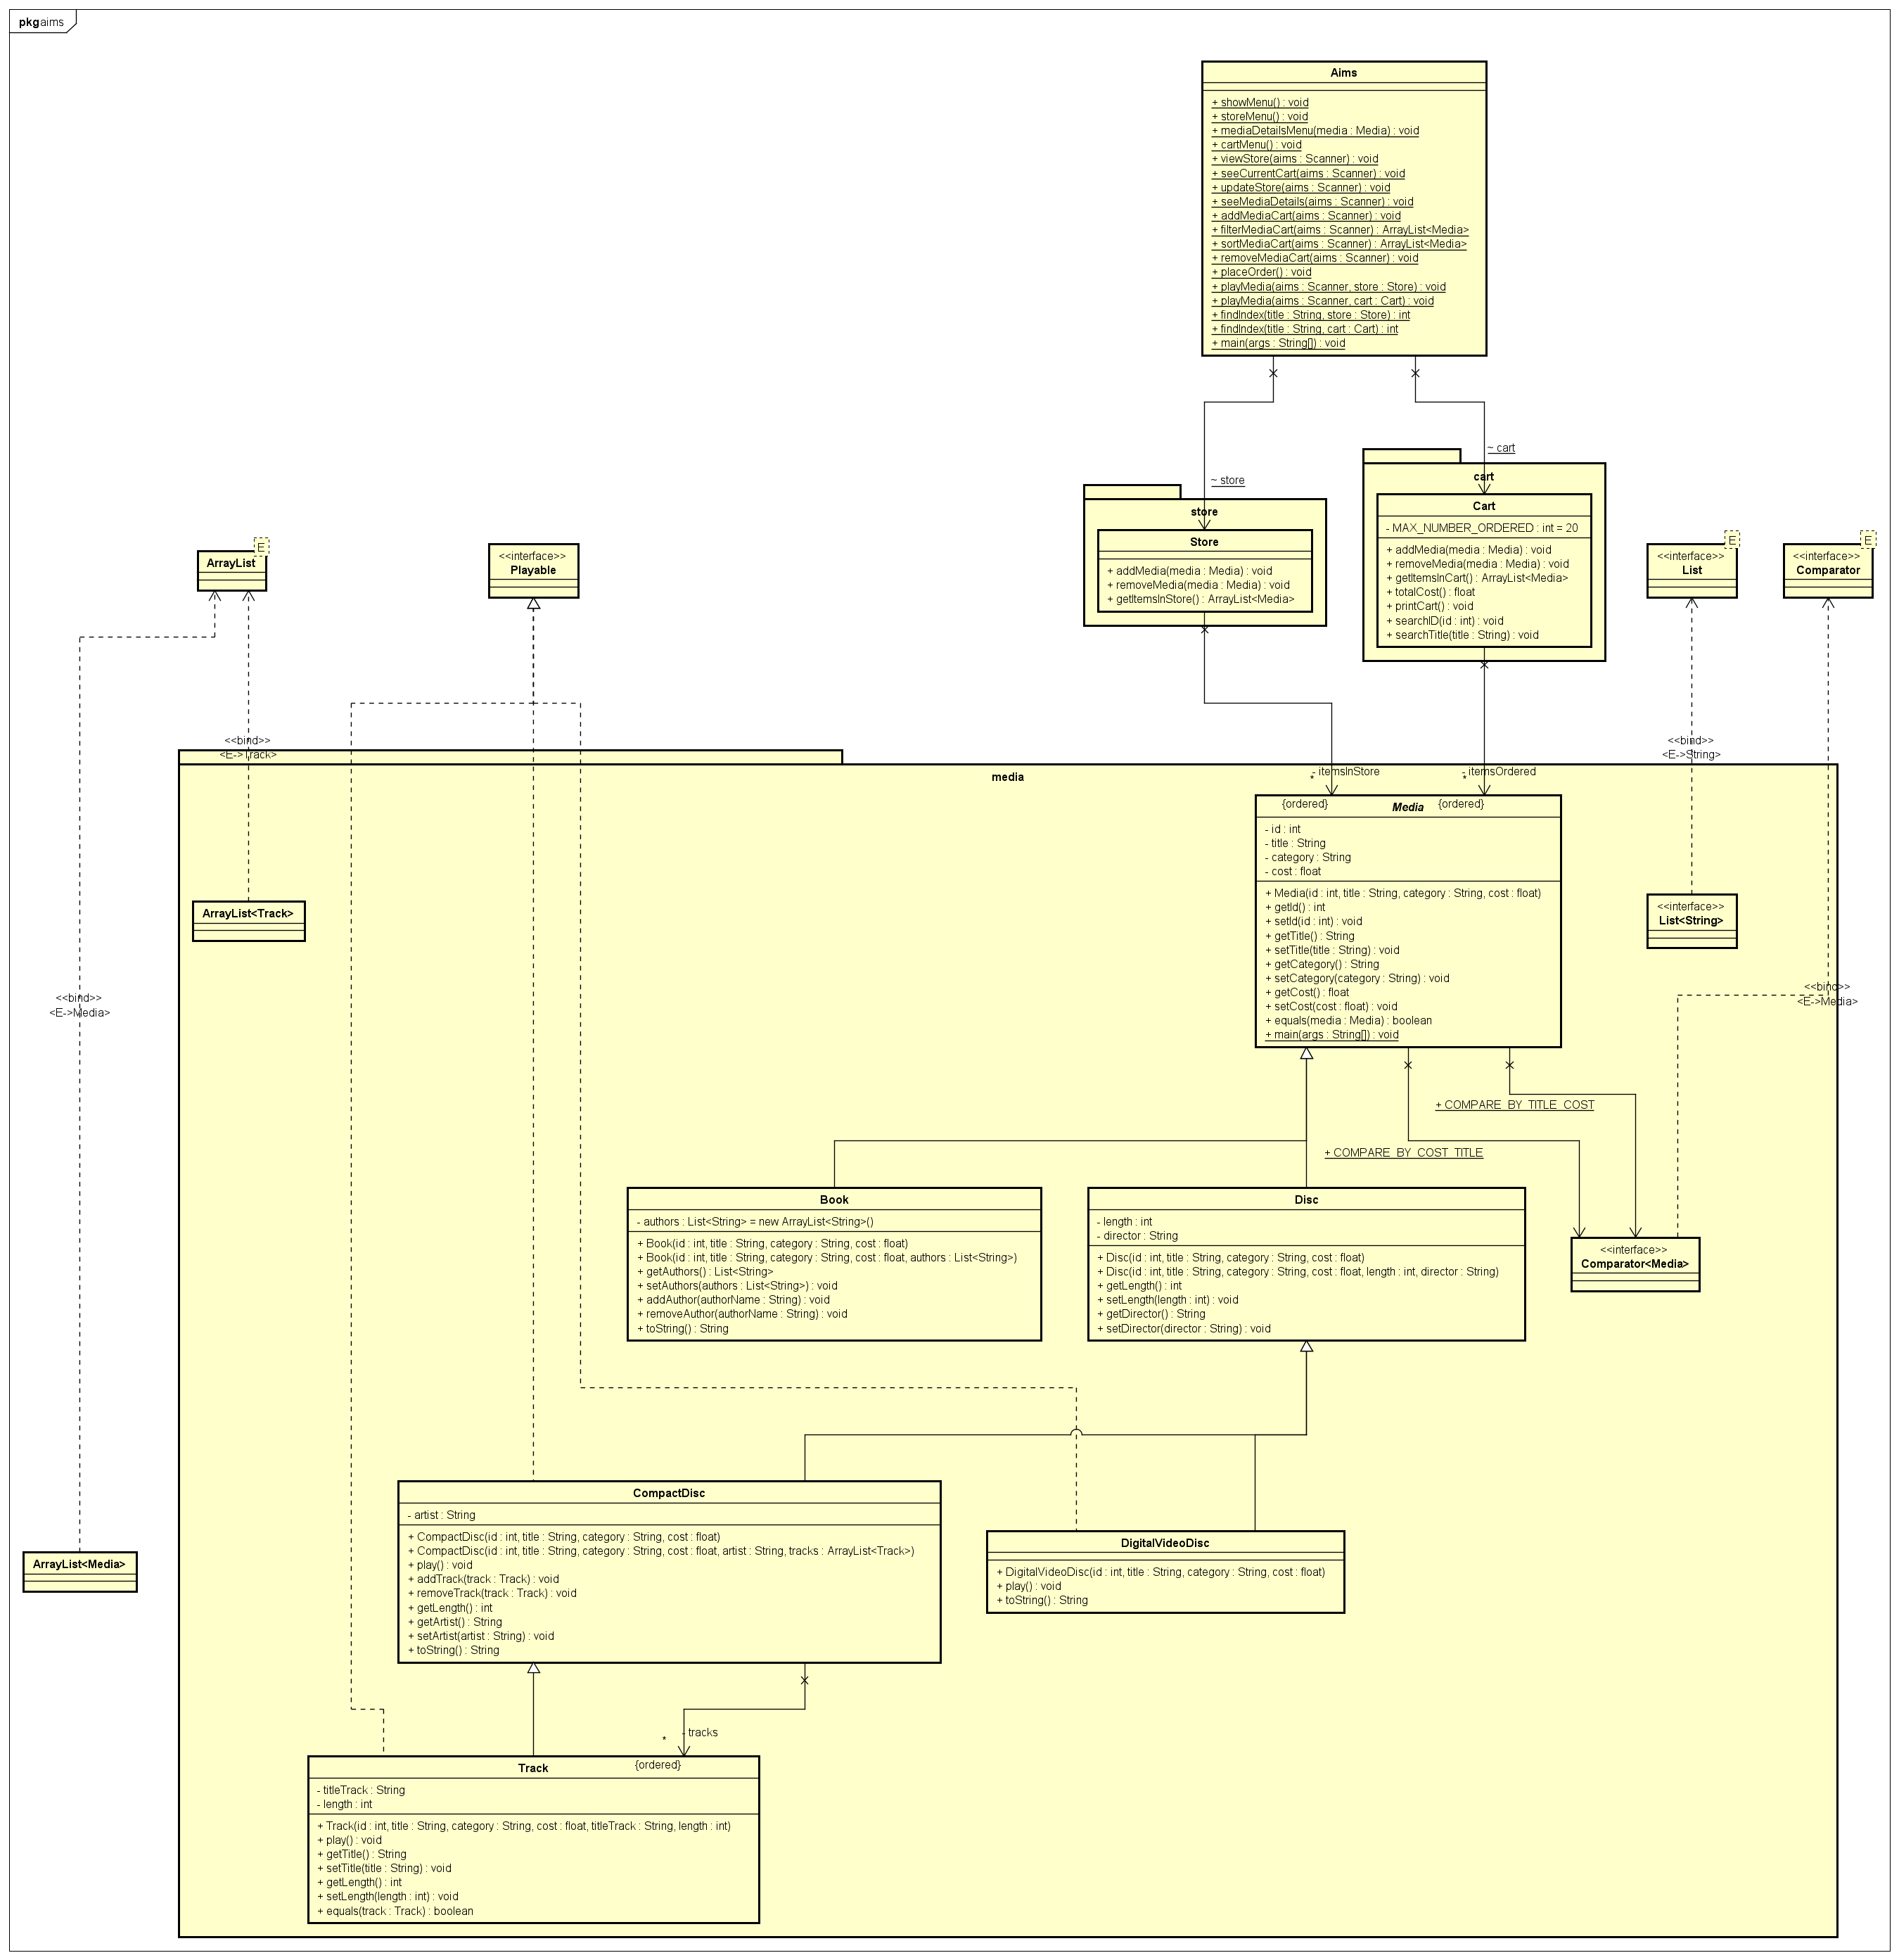 pkg aims
Aims
+ showMenu() : void
+ storeMenu() : void
+ mediaDetailsMenu(media : Media) : void
+ cartMenu() : void
+ viewStore(aims : Scanner) : void
+ seeCurrentCart(aims : Scanner) : void
+ updateStore(aims : Scanner) : void
+ seeMediaDetails(aims : Scanner) : void
+ addMediaCart(aims : Scanner) : void
+ filterMediaCart(aims : Scanner) : ArrayList<Media>
+ sortMediaCart(aims : Scanner) : ArrayList<Media>
+ removeMediaCart(aims : Scanner) : void
+ placeOrder() : void
+ playMedia(aims : Scanner, store : Store) : void
+ playMedia(aims : Scanner, cart : Cart) : void
+ findIndex(title : String, store : Store) : int
+ findIndex(title : String, cart : Cart) : int
+ main(args : String[]) : void
~ store
~ cart
store
Store
+ addMedia(media : Media) : void
+ removeMedia(media : Media) : void
+ getItemsInStore() : ArrayList<Media>
cart
Cart
- MAX_NUMBER_ORDERED : int = 20
+ addMedia(media : Media) : void
+ removeMedia(media : Media) : void
+ getItemsInCart() : ArrayList<Media>
+ totalCost() : float
+ printCart() : void
+ searchID(id : int) : void
+ searchTitle(title : String) : void
E
ArrayList
<<interface>>
Playable
E
<<interface>>
List
E
<<interface>>
Comparator
<<bind>>
<E->Track>
<<bind>>
<E->String>
media
- itemsInStore
*
{ordered}
- itemsOrdered
*
{ordered}
Media
- id : int
- title : String
- category : String
- cost : float
+ Media(id : int, title : String, category : String, cost : float)
+ getId() : int
+ setId(id : int) : void
+ getTitle() : String
+ setTitle(title : String) : void
+ getCategory() : String
+ setCategory(category : String) : void
+ getCost() : float
+ setCost(cost : float) : void
+ equals(media : Media) : boolean
+ main(args : String[]) : void
ArrayList<Track>
<<interface>>
List<String>
<<bind>>
<E->Media>
<<bind>>
<E->Media>
+ COMPARE_BY_TITLE_COST
+ COMPARE_BY_COST_TITLE
Book
- authors : List<String> = new ArrayList<String>()
+ Book(id : int, title : String, category : String, cost : float)
+ Book(id : int, title : String, category : String, cost : float, authors : List<String>)
+ getAuthors() : List<String>
+ setAuthors(authors : List<String>) : void
+ addAuthor(authorName : String) : void
+ removeAuthor(authorName : String) : void
+ toString() : String
Disc
- length : int
- director : String
+ Disc(id : int, title : String, category : String, cost : float)
+ Disc(id : int, title : String, category : String, cost : float, length : int, director : String)
+ getLength() : int
+ setLength(length : int) : void
+ getDirector() : String
+ setDirector(director : String) : void
<<interface>>
Comparator<Media>
CompactDisc
- artist : String
+ CompactDisc(id : int, title : String, category : String, cost : float)
+ CompactDisc(id : int, title : String, category : String, cost : float, artist : String, tracks : ArrayList<Track>)
+ play() : void
+ addTrack(track : Track) : void
+ removeTrack(track : Track) : void
+ getLength() : int
+ getArtist() : String
+ setArtist(artist : String) : void
+ toString() : String
DigitalVideoDisc
+ DigitalVideoDisc(id : int, title : String, category : String, cost : float)
+ play() : void
+ toString() : String
ArrayList<Media>
- tracks
*
{ordered}
Track
- titleTrack : String
- length : int
+ Track(id : int, title : String, category : String, cost : float, titleTrack : String, length : int)
+ play() : void
+ getTitle() : String
+ setTitle(title : String) : void
+ getLength() : int
+ setLength(length : int) : void
+ equals(track : Track) : boolean